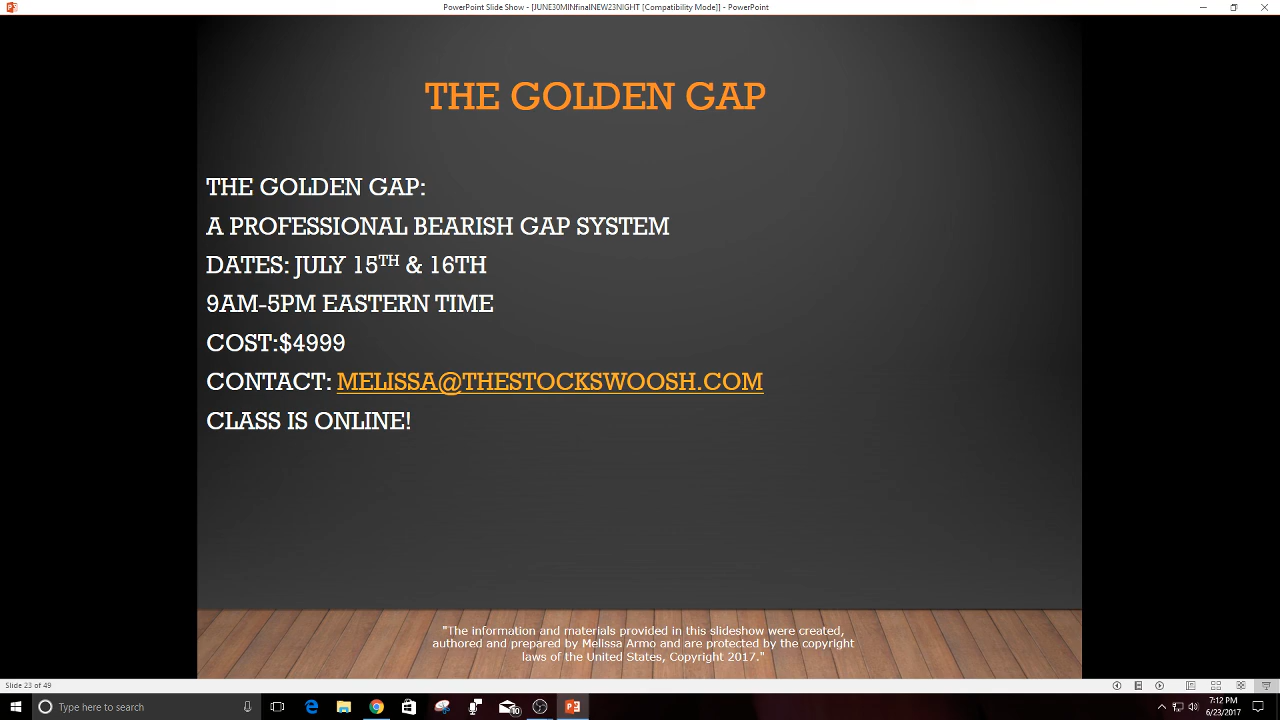 PowerPoint Slide Show - [JUNE30MINfinalNEW23NIGHT [Compatibility Mode]] - PowerPoint
THE GOLDEN GAP
THE GOLDEN GAP:
A PROFESSIONAL BEARISH GAP SYSTEM
DATES: JULY 15TH & 16TH
9AM-5PM EASTERN TIME
COST:$4999
CONTACT: MELISSA@THESTOCKSWOOSH.COM
CLASS IS ONLINE!
"The information and materials provided in this slideshow were created,
authored and prepared by Melissa Armo and are protected by the copyright
laws of the United States, Copyright 2017."
Slide 23 of 49
Type here to search
7:12 PM
6/23/2017